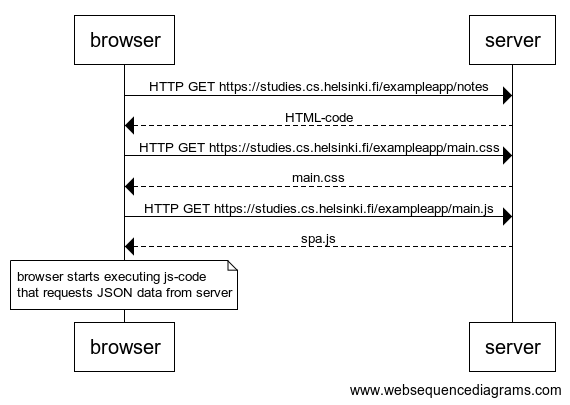 browser server
HTTP GET https://studies.cs.helsinki.fi/exampleapp/notes
HTML-code
HTTP GET https://studies.cs.helsinki.fi/exampleapp/main.css
main.css
HTTP GET https://studies.cs.helsinki.fi/exampleapp/main.js
spa.js
browser starts executing js-code
that requests JSON data from server
browser server
www.websequencediagrams.com